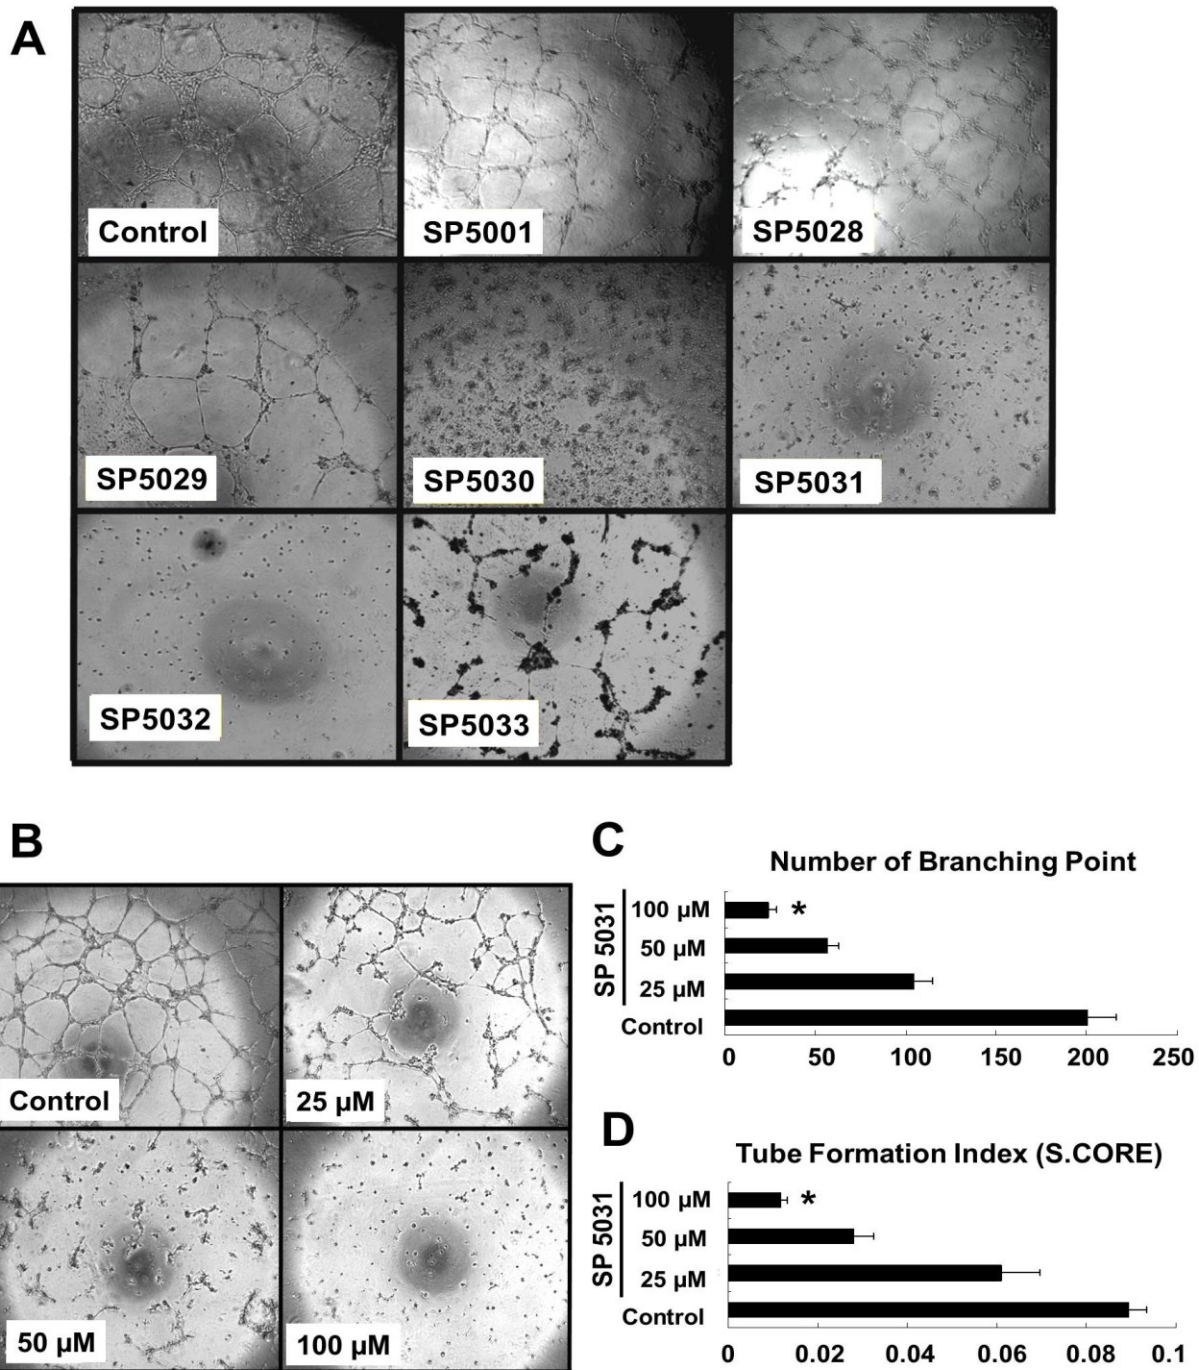 A
Control
SP5001
SP5028
SP5029
SP5030
SP5031
SP5032
SP5033
B
Control
25 µM
50 µM
100 µM
C
Number of Branching Point
SP 5031
100 µM
*
50 µM
25 µM
Control
0 50 100 150 200 250
D
Tube Formation Index (S.CORE)
SP 5031
100 µM
*
50 µM
25 µM
Control
0 0.02 0.04 0.06 0.08 0.1